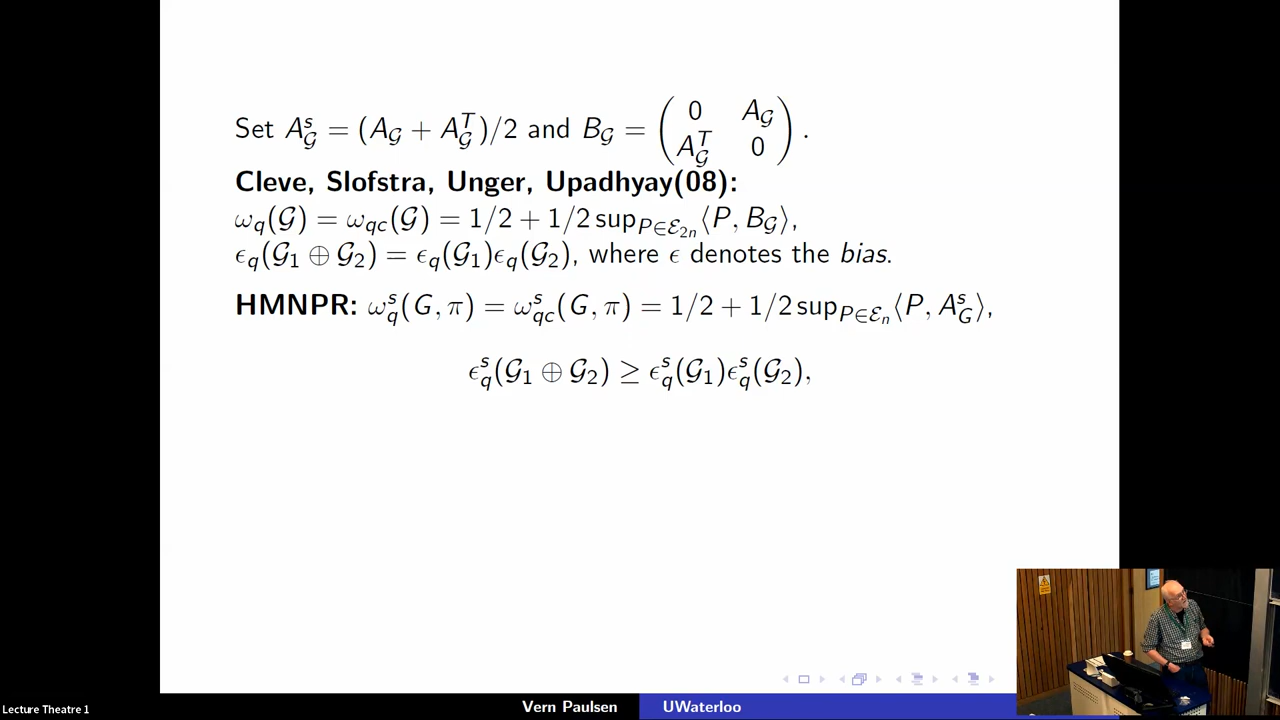 Set $A^s_{\mathcal{G}} = (A_{\mathcal{G}} + A^T_{\mathcal{G}})/2$ and $B_{\mathcal{G}} = \begin{pmatrix} 0 & A_{\mathcal{G}} \\ A^T_{\mathcal{G}} & 0 \end{pmatrix}$.
Cleve, Slofstra, Unger, Upadhyay(08):
$\omega_q(\mathcal{G}) = \omega_{qc}(\mathcal{G}) = 1/2 + 1/2 \sup_{P \in \mathcal{E}_{2n}} \langle P, B_{\mathcal{G}} \rangle$,
$\epsilon_q(\mathcal{G}_1 \oplus \mathcal{G}_2) = \epsilon_q(\mathcal{G}_1)\epsilon_q(\mathcal{G}_2)$, where $\epsilon$ denotes the bias.
HMNPR: $\omega^s_q(G, \pi) = \omega^s_{qc}(G, \pi) = 1/2 + 1/2 \sup_{P \in \mathcal{E}_n} \langle P, A^s_G \rangle$,
$\epsilon^s_q(\mathcal{G}_1 \oplus \mathcal{G}_2) \geq \epsilon^s_q(\mathcal{G}_1)\epsilon^s_q(\mathcal{G}_2)$,
Vern Paulsen UWaterloo
Lecture Theatre 1